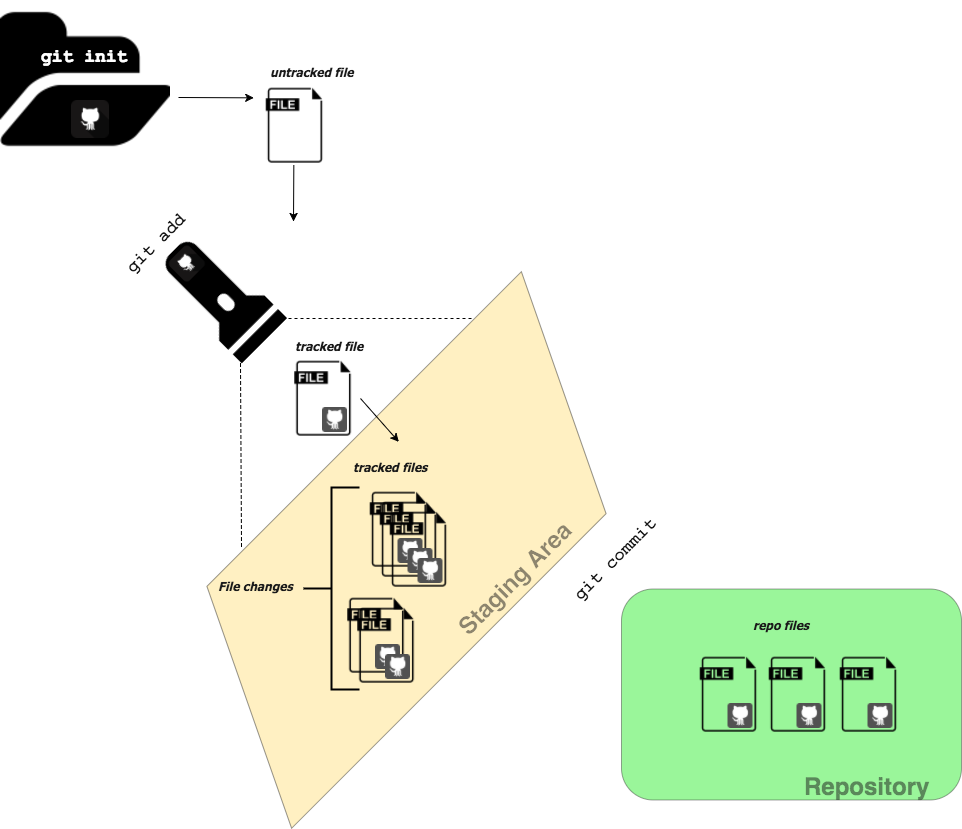 git init
untracked file
FILE
git add
tracked file
FILE
tracked files
FILE
FILE
FILE
File changes
FILE
FILE
Staging Area
git commit
repo files
FILE
FILE
FILE
Repository